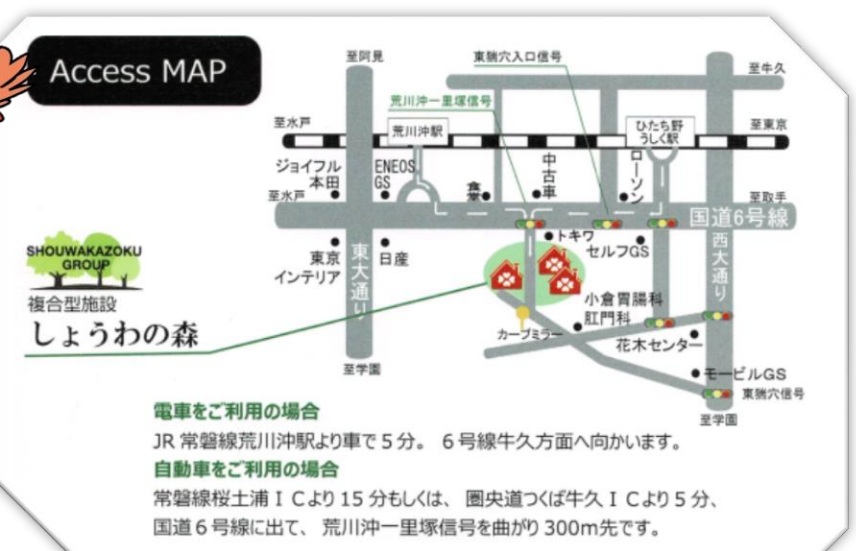 Access MAP
至阿見
東猯穴入口信号
至牛久
荒川沖一里塚信号
至水戸
荒川沖駅
ひたち野
うしく駅
至東京
ジョイフル
本田
ENEOS
GS
中古車
ローソン
至水戸
至取手
国道6号線
トキワ
セルフGS
東京
インテリア
東大通り
日産
西大通り
SHOUWAKAZOKU
GROUP
複合型施設
しょうわの森
小倉胃腸科
肛門科
カーブミラー
花木センター
モービルGS
東猯穴信号
至学園
至学園
電車をご利用の場合
JR 常磐線荒川沖駅より車で5分。 6号線牛久方面へ向かいます。
自動車をご利用の場合
常磐線桜土浦ＩＣより 15 分もしくは、 圏央道つくば牛久ＩＣより5分、
国道6号線に出て、 荒川沖一里塚信号を曲がり 300m先です。